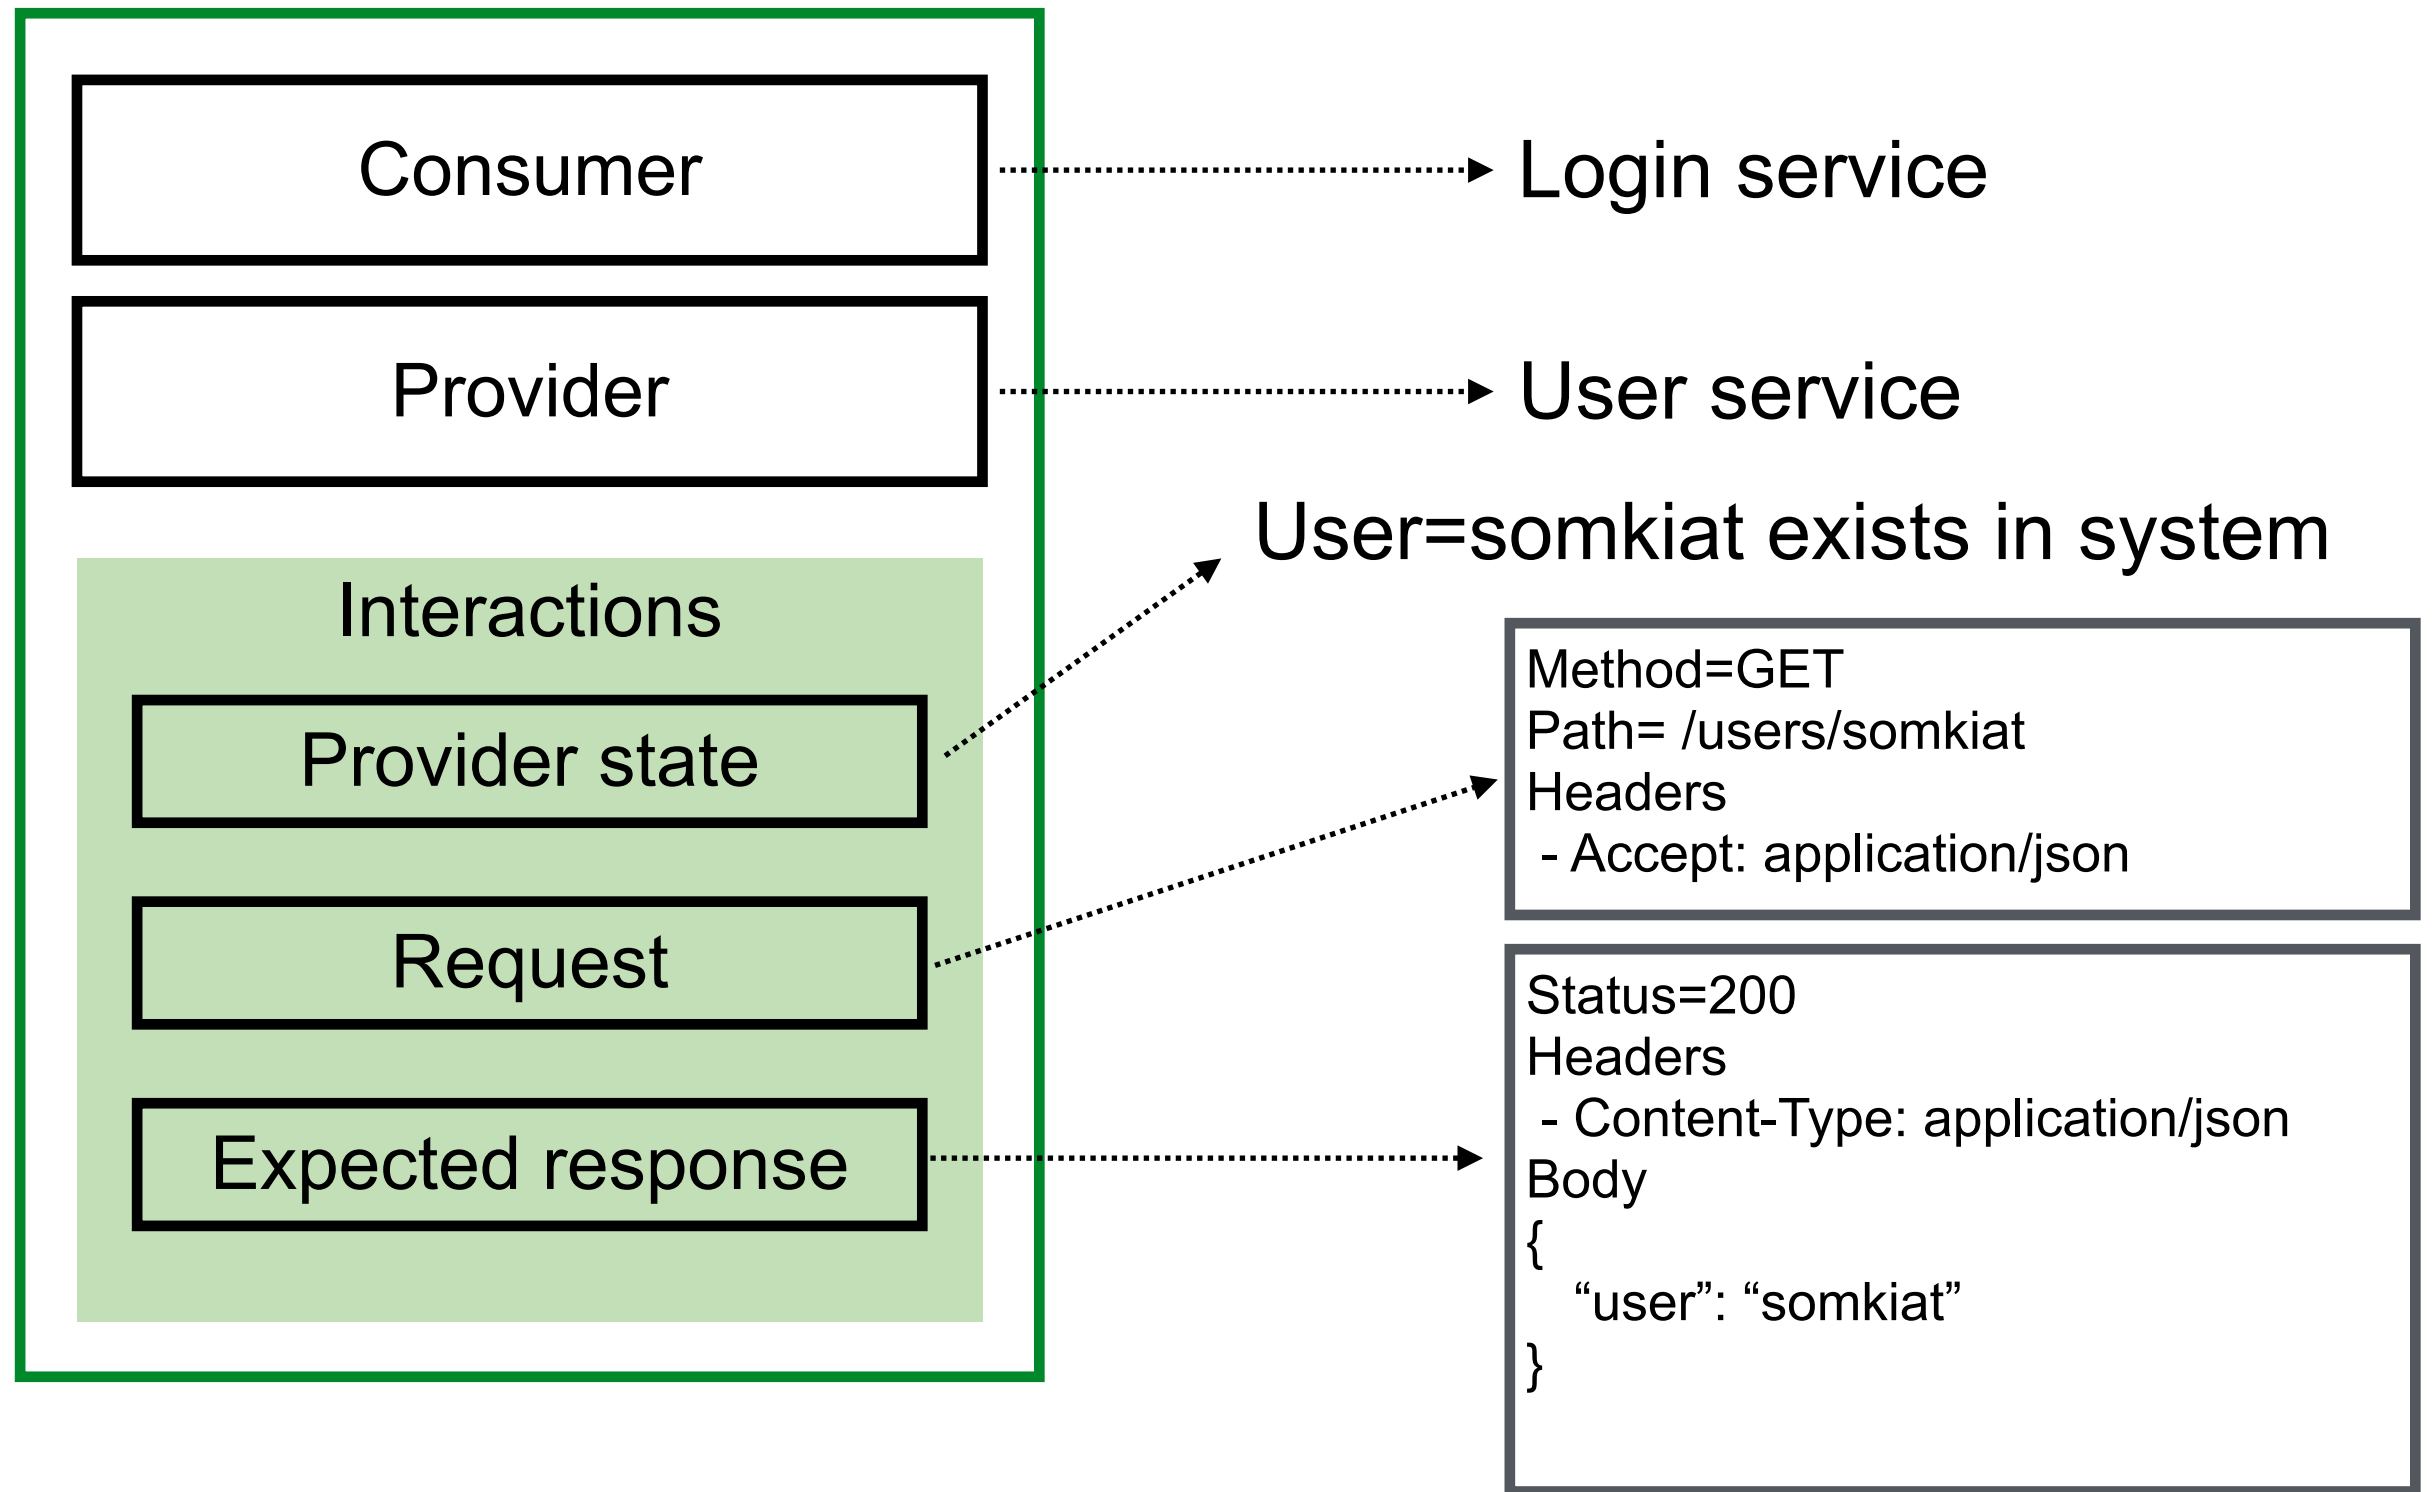 Consumer
Login service
Provider
User service
User=somkiat exists in system
Interactions
Provider state
Request
Expected response
Method=GET
Path= /users/somkiat
Headers
- Accept: application/json
Status=200
Headers
- Content-Type: application/json
Body
{
“user”: “somkiat”
}